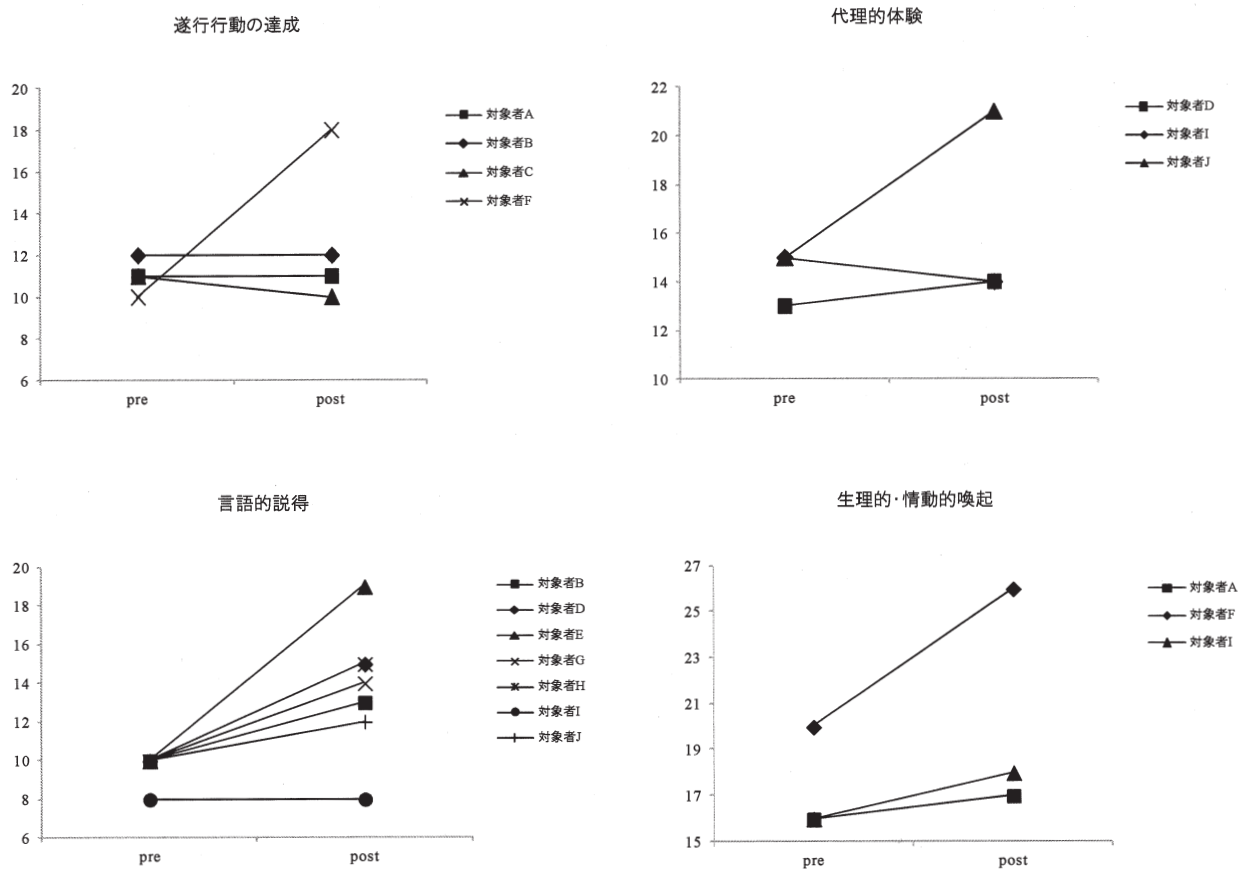 遂行行動の達成
20
18
16
14
12
10
8
6
pre
post
対象者A
対象者B
対象者C
対象者F
代理的体験
22
20
18
16
14
12
10
pre
post
対象者D
対象者I
対象者J
言語的説得
20
18
16
14
12
10
8
6
pre
post
対象者B
対象者D
対象者E
対象者G
対象者H
対象者I
対象者J
生理的・情動的喚起
27
25
23
21
19
17
15
pre
post
対象者A
対象者F
対象者I